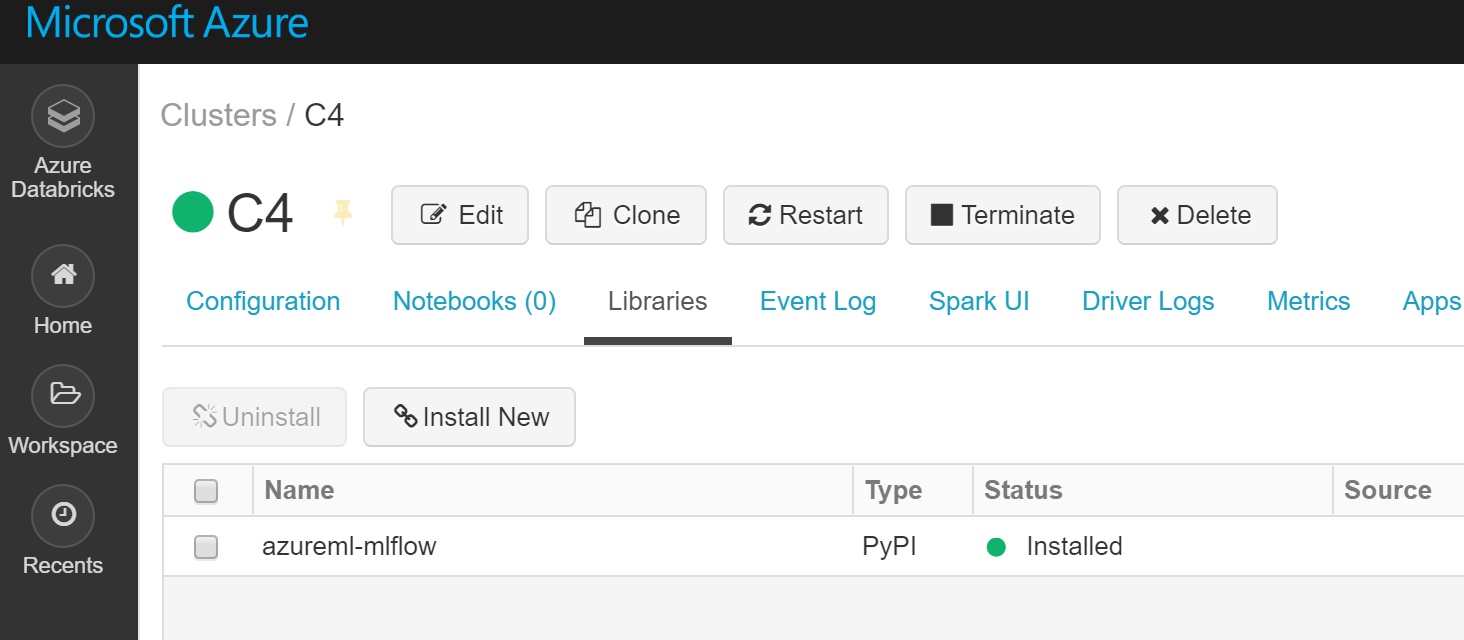 Microsoft Azure
Azure
Databricks
Home
Workspace
Recents
Clusters / C4
C4
Edit
Clone
Restart
Terminate
Delete
Configuration
Notebooks (0)
Libraries
Event Log
Spark UI
Driver Logs
Metrics
Apps
Uninstall
Install New
Name
Type
Status
Source
azureml-mlflow
PyPI
Installed